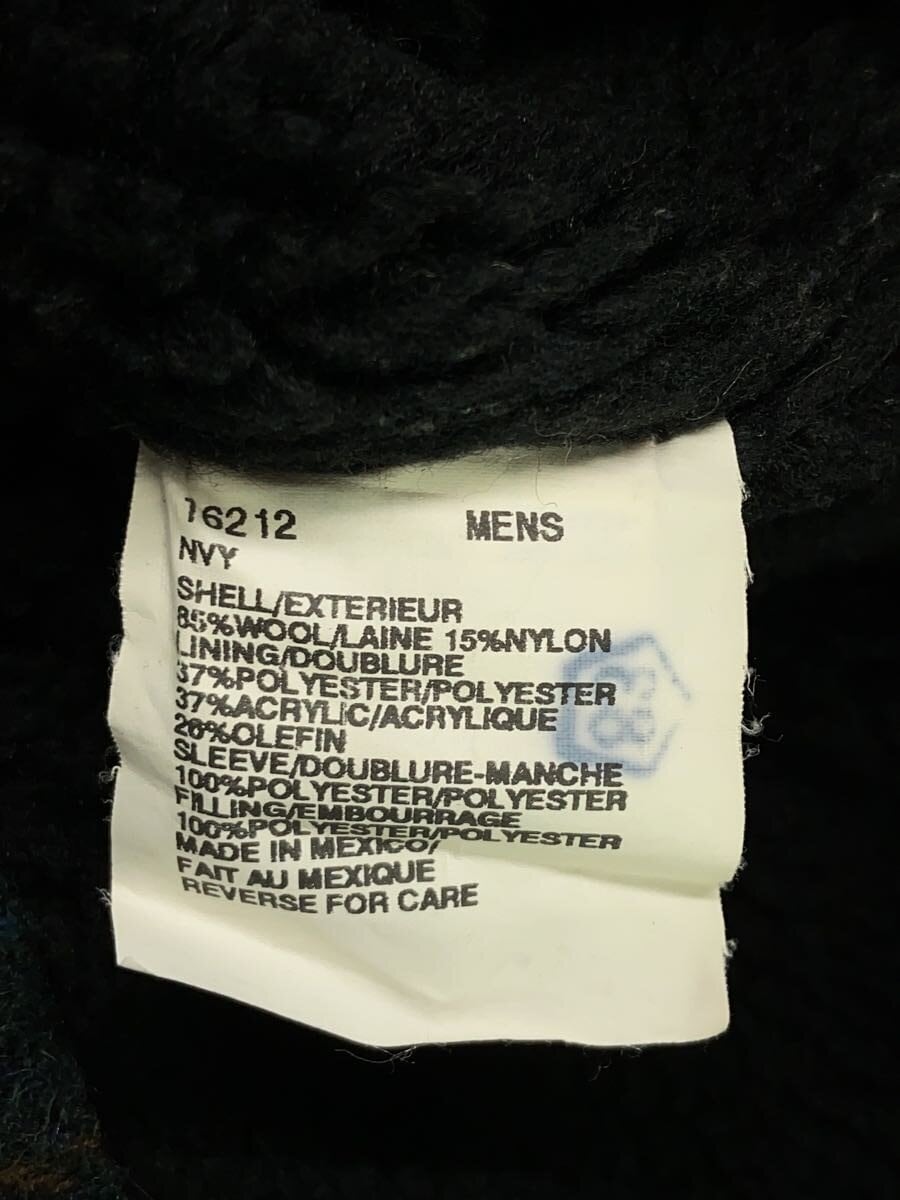 16212 MENS
NVY
SHELL/EXTERIEUR
85%WOOL/LAINE 15%NYLON
LINING/DOUBLURE
37%POLYESTER/POLYESTER
37%ACRYLIC/ACRYLIQUE
26%OLEFIN
SLEEVE/DOUBLURE-MANCHE
100%POLYESTER/POLYESTER
FILLING/EMBOURRAGE
100%POLYESTER/POLYESTER
MADE IN MEXICO/
FAIT AU MEXIQUE
REVERSE FOR CARE